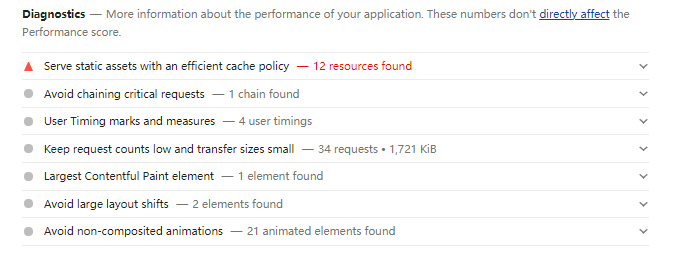 Diagnostics — More information about the performance of your application. These numbers don't directly affect the
Performance score.
Serve static assets with an efficient cache policy — 12 resources found
Avoid chaining critical requests — 1 chain found
User Timing marks and measures — 4 user timings
Keep request counts low and transfer sizes small — 34 requests • 1,721 KiB
Largest Contentful Paint element — 1 element found
Avoid large layout shifts — 2 elements found
Avoid non-composited animations — 21 animated elements found